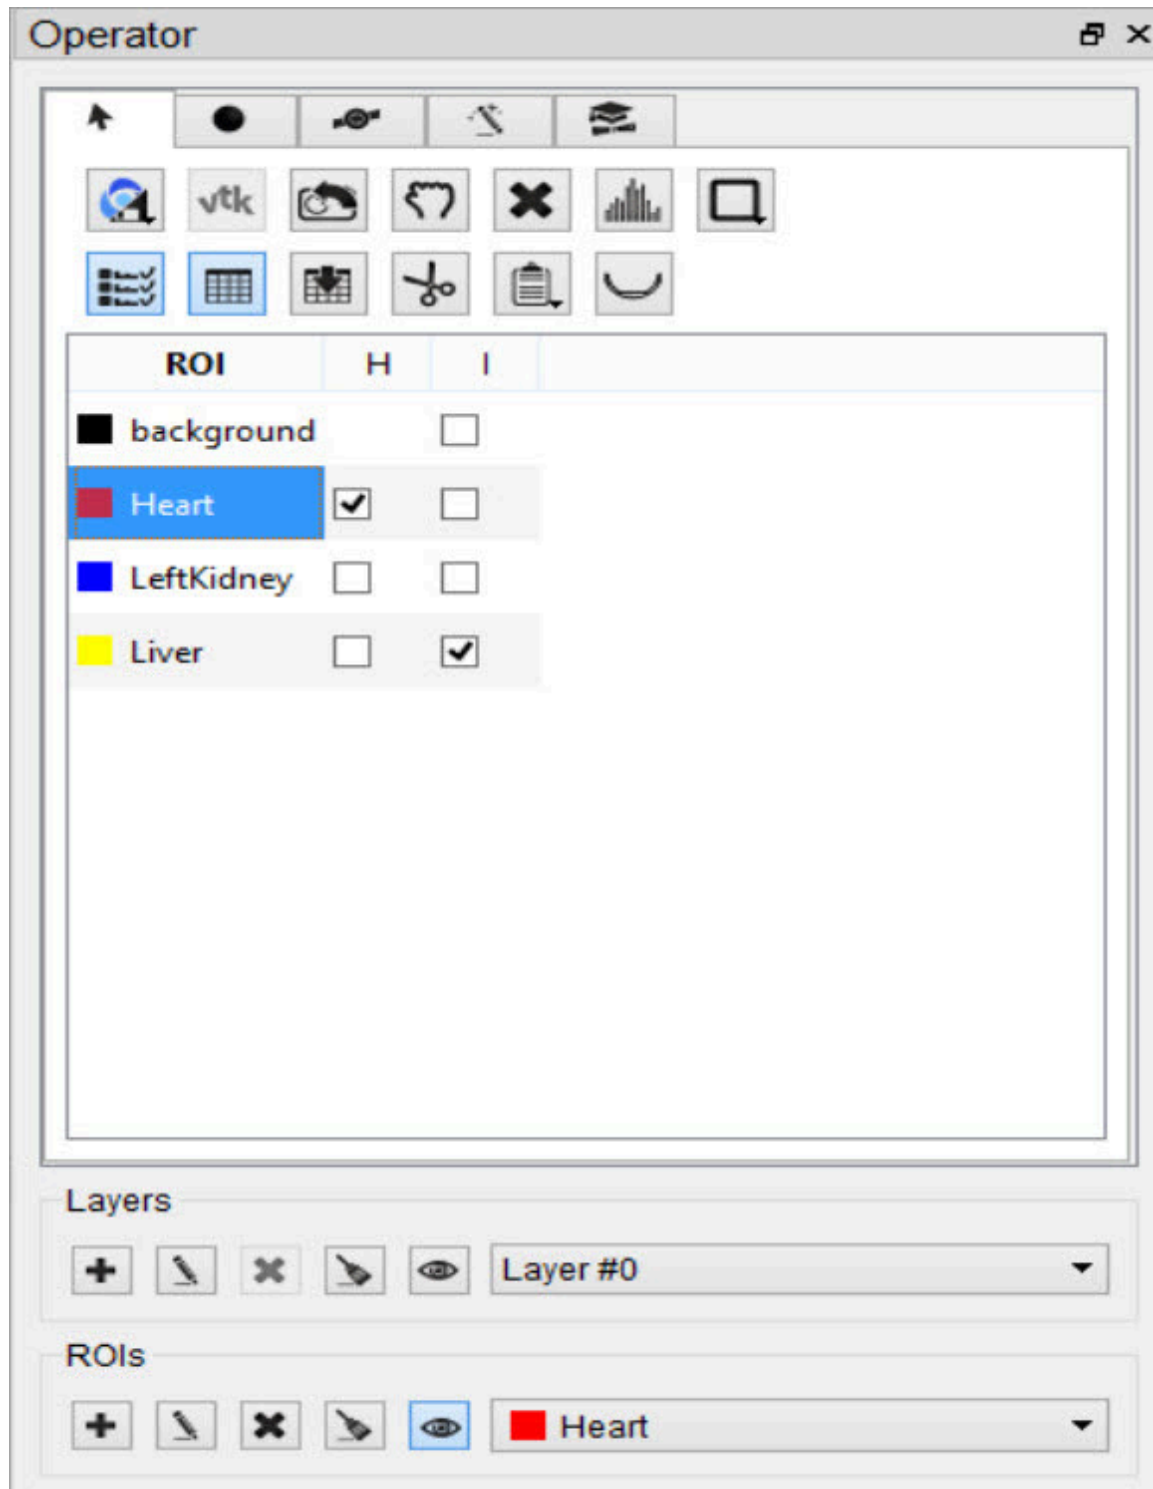 Operator
vtk
ROI H I
background
Heart
LeftKidney
Liver
Layers
Layer #0
ROIs
Heart